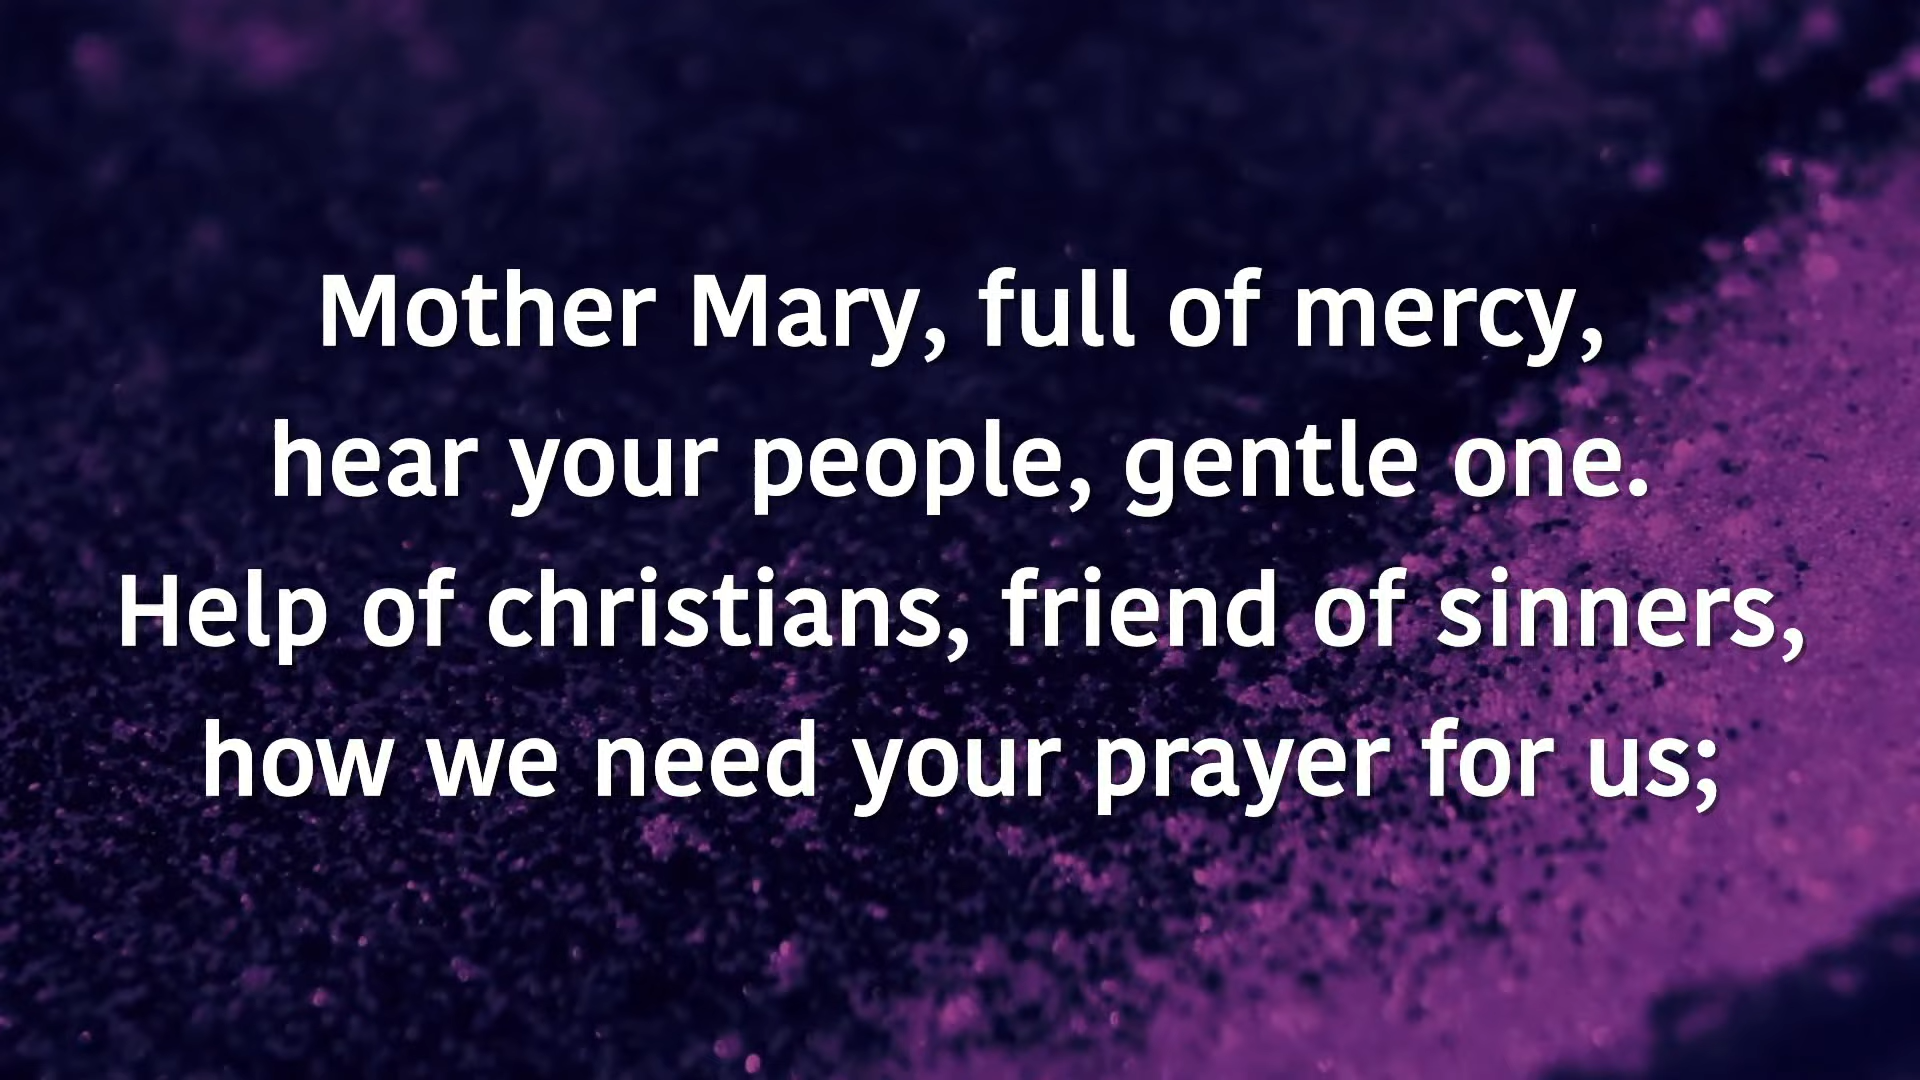 Mother Mary, full of mercy,
hear your people, gentle one.
Help of christians, friend of sinners,
how we need your prayer for us;